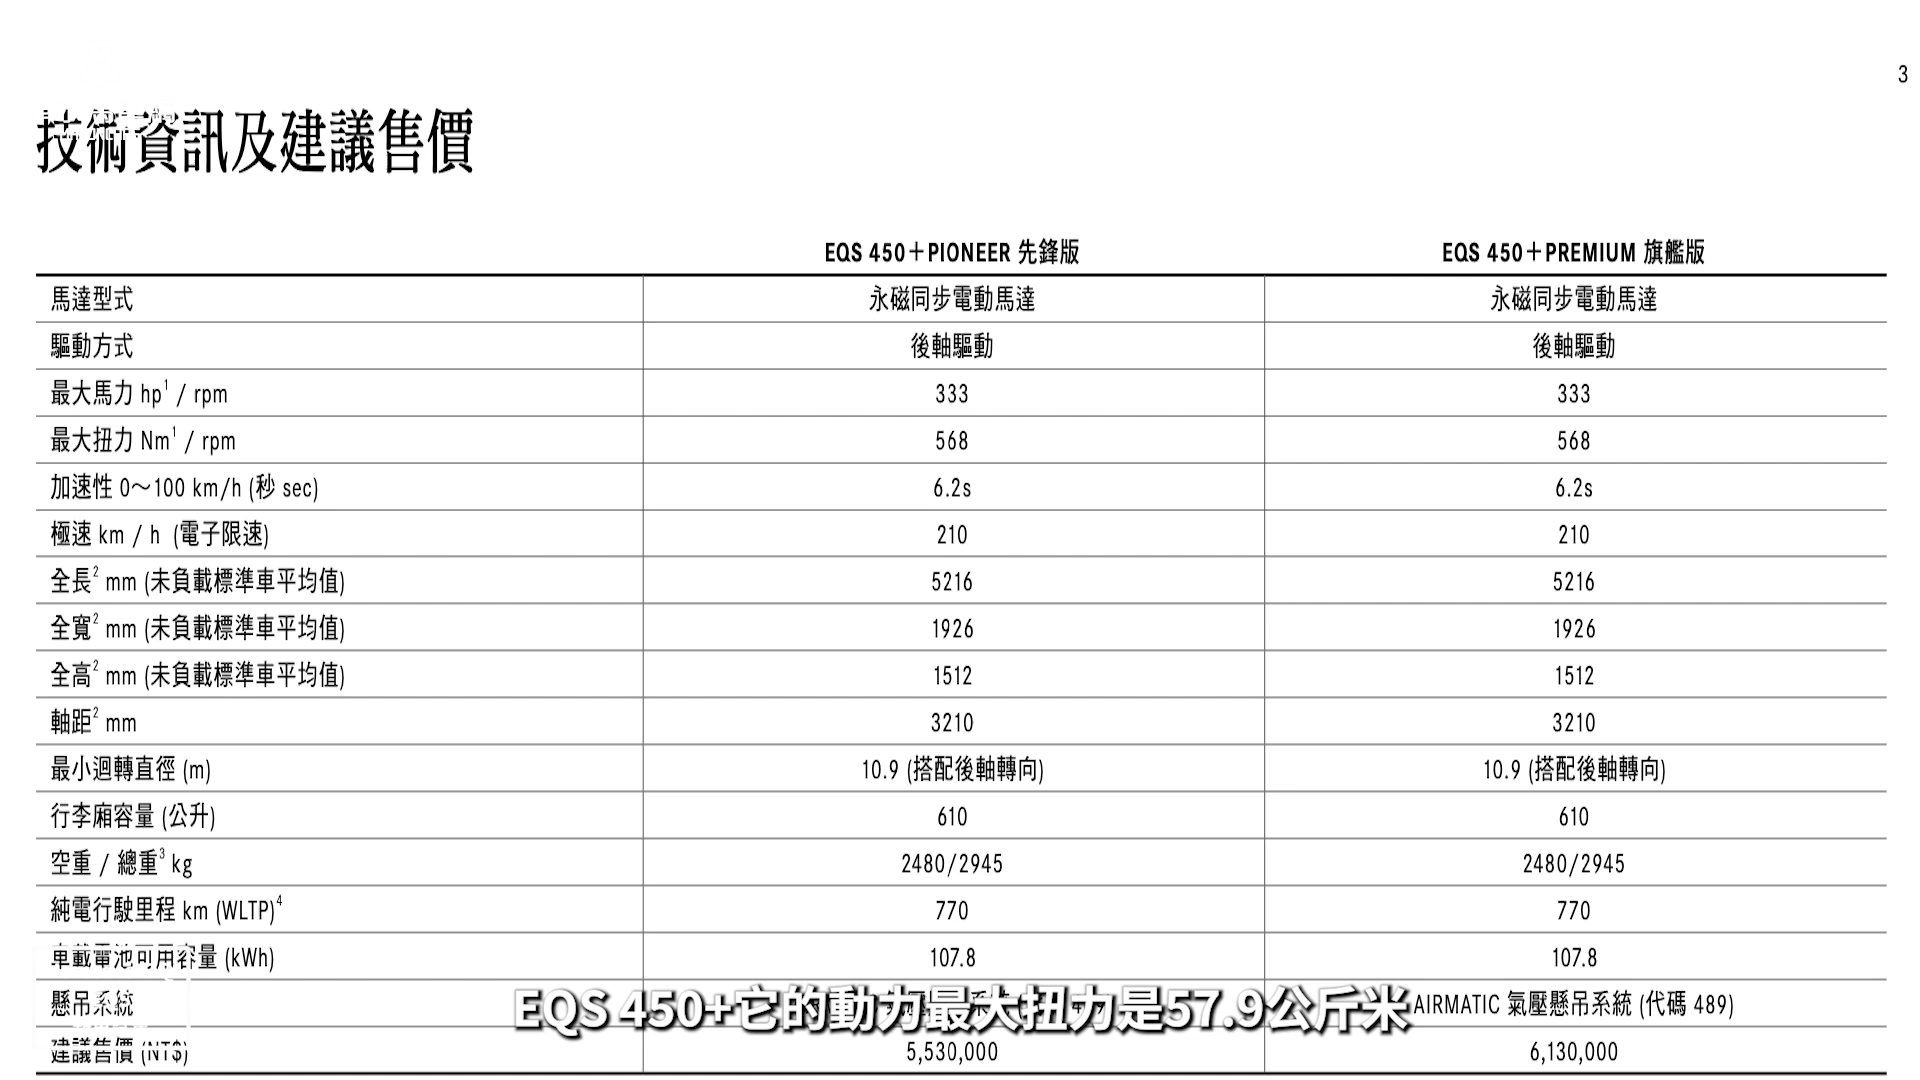 3
技術資訊及建議售價
EQS 450+PIONEER 先鋒版 EQS 450+PREMIUM 旗艦版
馬達型式 永磁同步電動馬達 永磁同步電動馬達
驅動方式 後軸驅動 後軸驅動
最大馬力 hp¹ / rpm 333 333
最大扭力 Nm¹ / rpm 568 568
加速性 0~100 km/h (秒 sec) 6.2s 6.2s
極速 km / h (電子限速) 210 210
全長² mm (未負載標準車平均值) 5216 5216
全寬² mm (未負載標準車平均值) 1926 1926
全高² mm (未負載標準車平均值) 1512 1512
軸距² mm 3210 3210
最小迴轉直徑 (m) 10.9 (搭配後軸轉向) 10.9 (搭配後軸轉向)
行李廂容量 (公升) 610 610
空重 / 總重³ kg 2480/2945 2480/2945
純電行駛里程 km (WLTP)⁴ 770 770
車載電池可用容量 (kWh) 107.8 107.8
懸吊系統 AIRMATIC 氣壓懸吊系統 (代碼 489)
EQS 450+它的動力最大扭力是57.9公斤米
建議售價 (NT$) 5,530,000 6,130,000